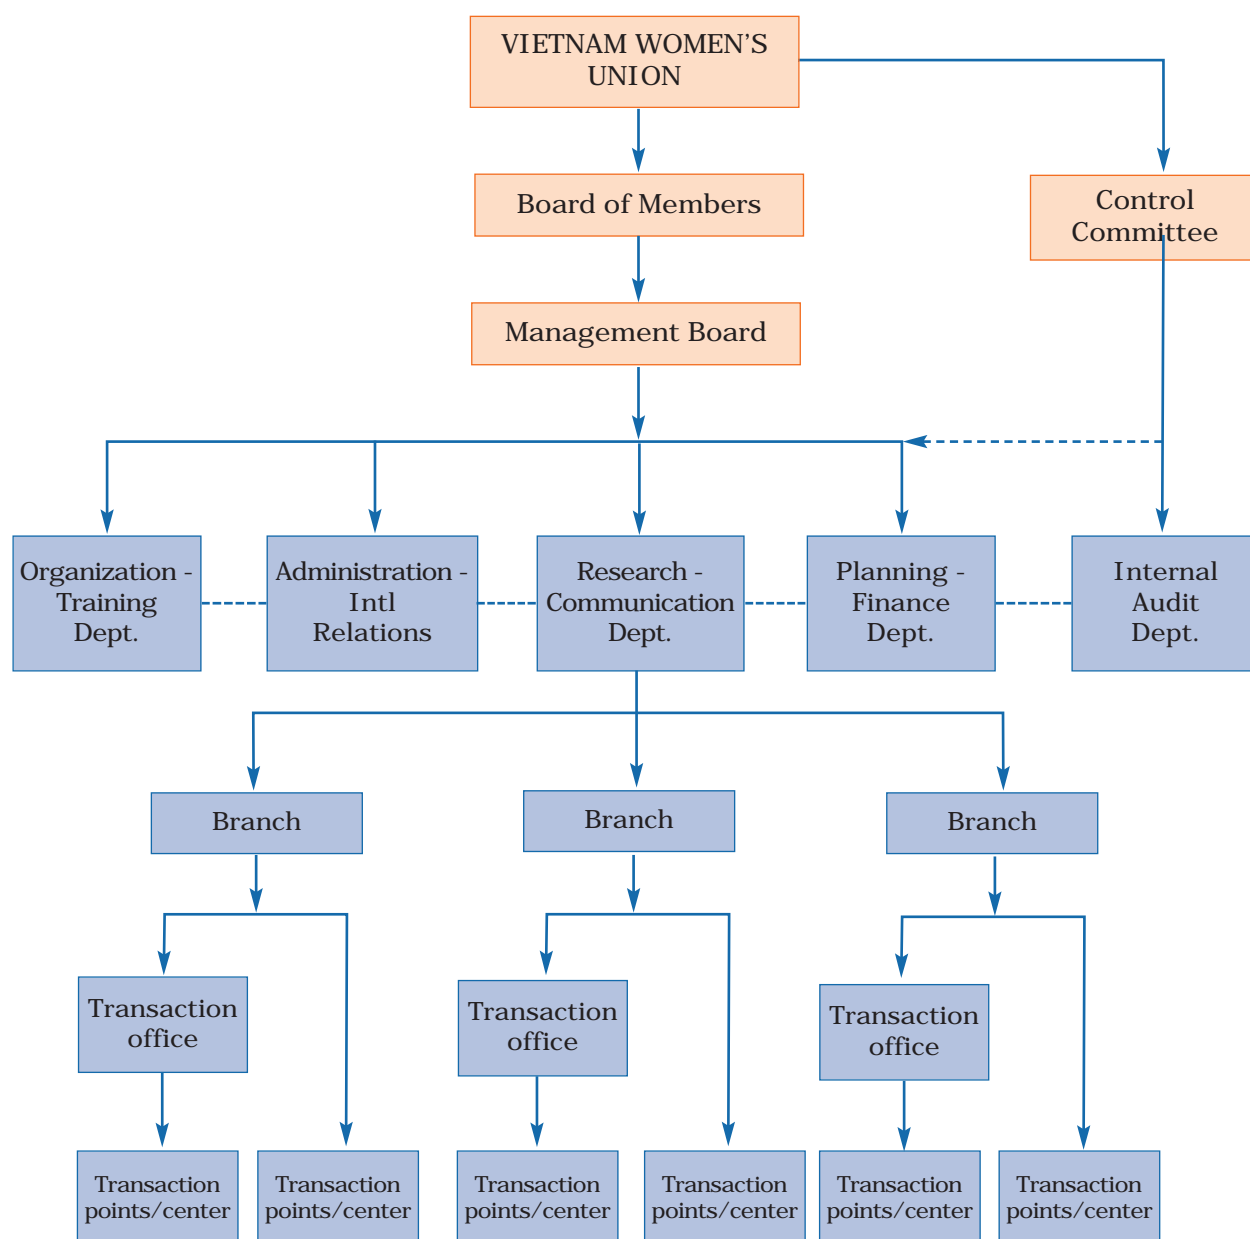 VIETNAM WOMEN'S
UNION
Board of Members
Control
Committee
Management Board
Organization -
Training
Dept.
Administration -
Intl
Relations
Research -
Communication
Dept.
Planning -
Finance
Dept.
Internal
Audit
Dept.
Branch
Branch
Branch
Transaction
office
Transaction
office
Transaction
office
Transaction
points/center
Transaction
points/center
Transaction
points/center
Transaction
points/center
Transaction
points/center
Transaction
points/center